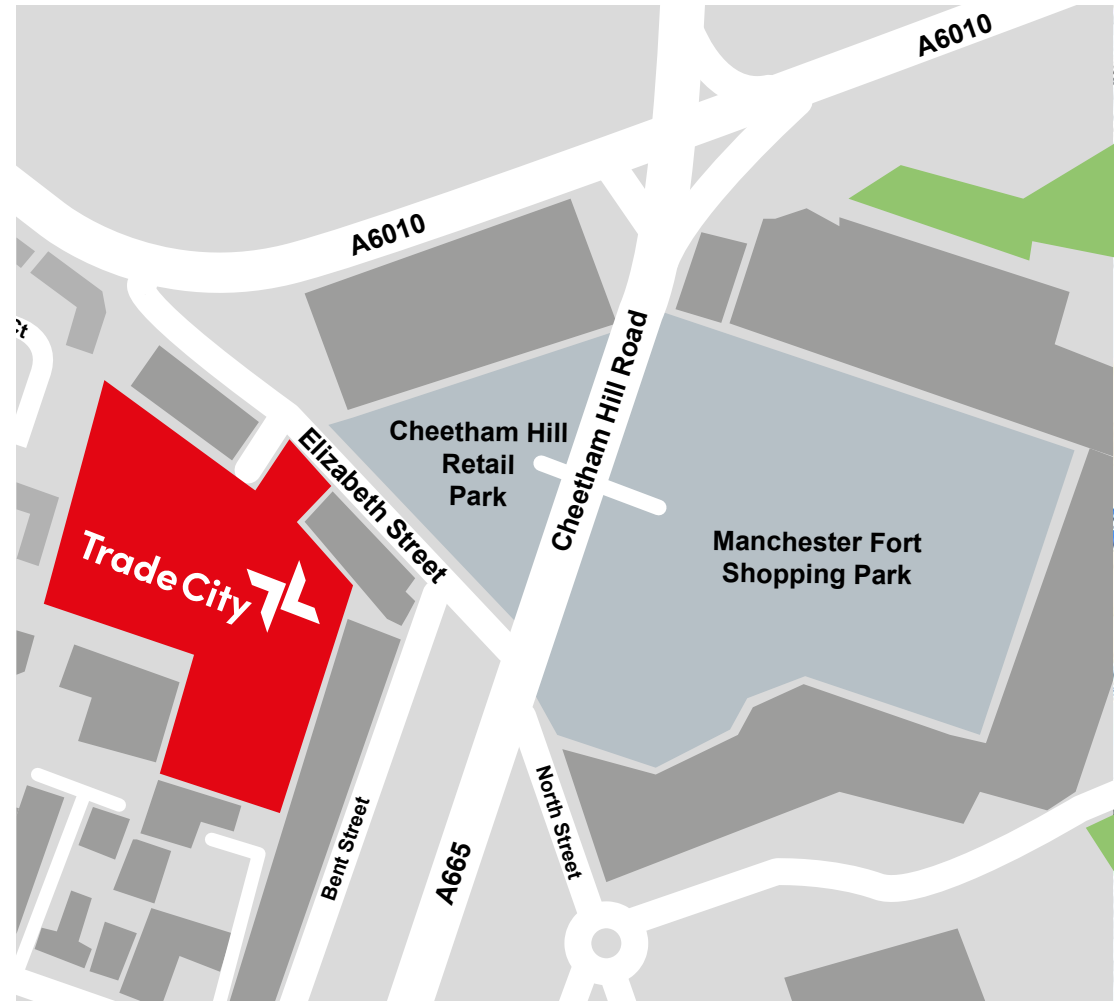 A6010
A6010
Ct
Cheetham Hill Road
Cheetham Hill
Retail
Park
Elizabeth Street
Manchester Fort
Shopping Park
Trade City
North Street
Bent Street
A665